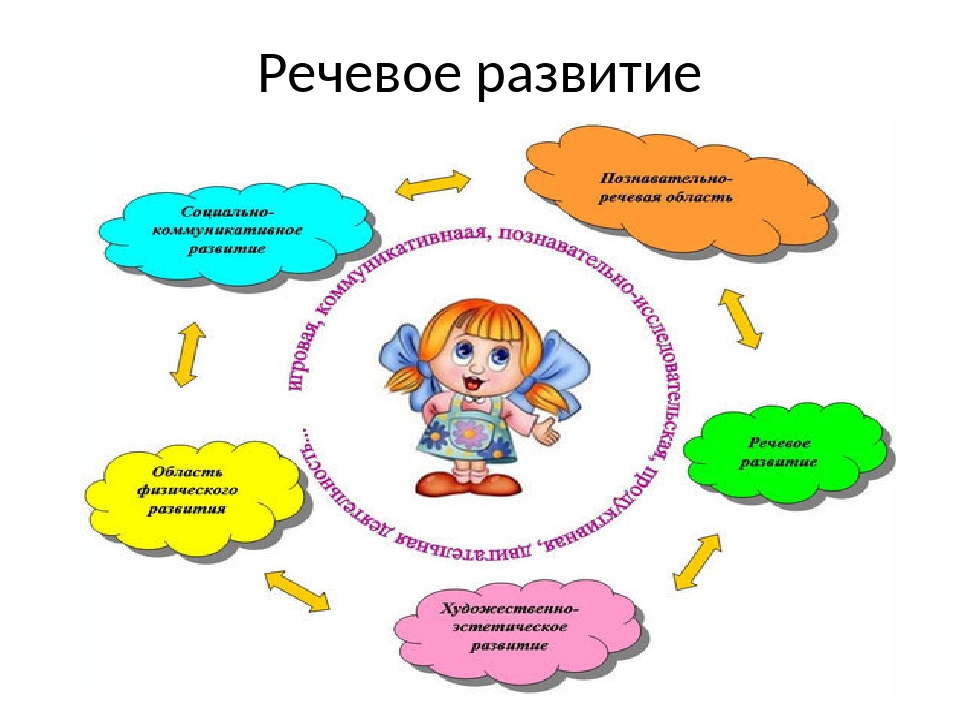 Речевое развитие
Познавательно-
речевая область
Социально-
коммуникативное
развитие
игровая, коммуникативнаая, познавательно-исследовательская, продуктивная, двигательная деятельность...
Речевое
развитие
Область
физического
развития
Художественно-
эстетическое
развитие